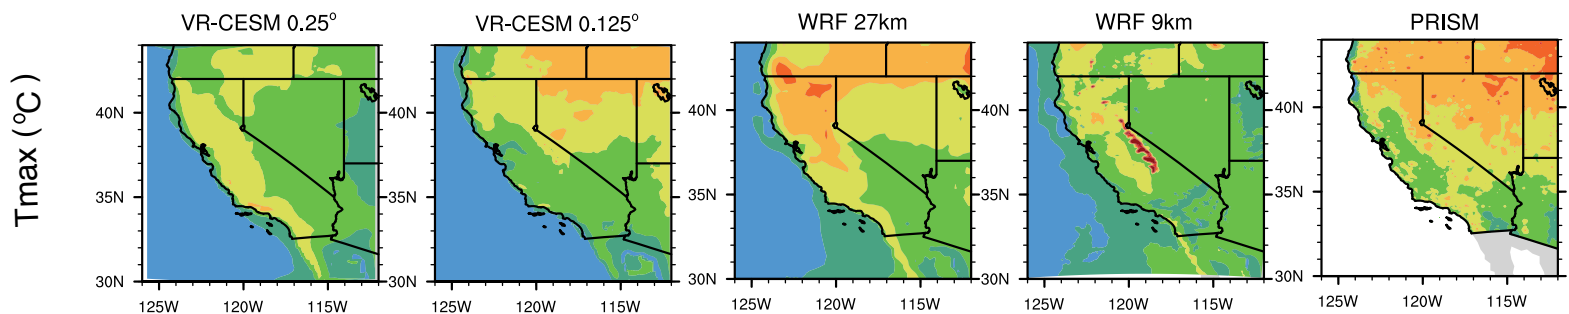 VR-CESM 0.25° VR-CESM 0.125° WRF 27km WRF 9km PRISM
Tmax (°C)
40N 40N 40N 40N 40N
35N 35N 35N 35N 35N
30N 30N 30N 30N 30N
125W 120W 115W 125W 120W 115W 125W 120W 115W 125W 120W 115W 125W 120W 115W